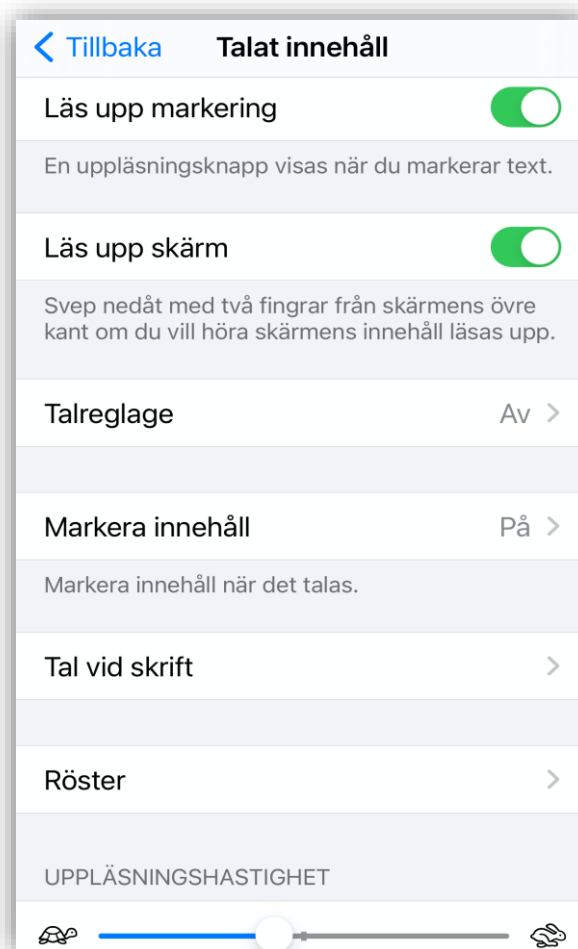 Tillbaka Talat innehåll
Läs upp markering
En uppläsningsknapp visas när du markerar text.
Läs upp skärm
Svep nedåt med två fingrar från skärmens övre
kant om du vill höra skärmens innehåll läsas upp.
Talreglage Av
Markera innehåll På
Markera innehåll när det talas.
Tal vid skrift
Röster
UPPLÄSNINGSHASTIGHET